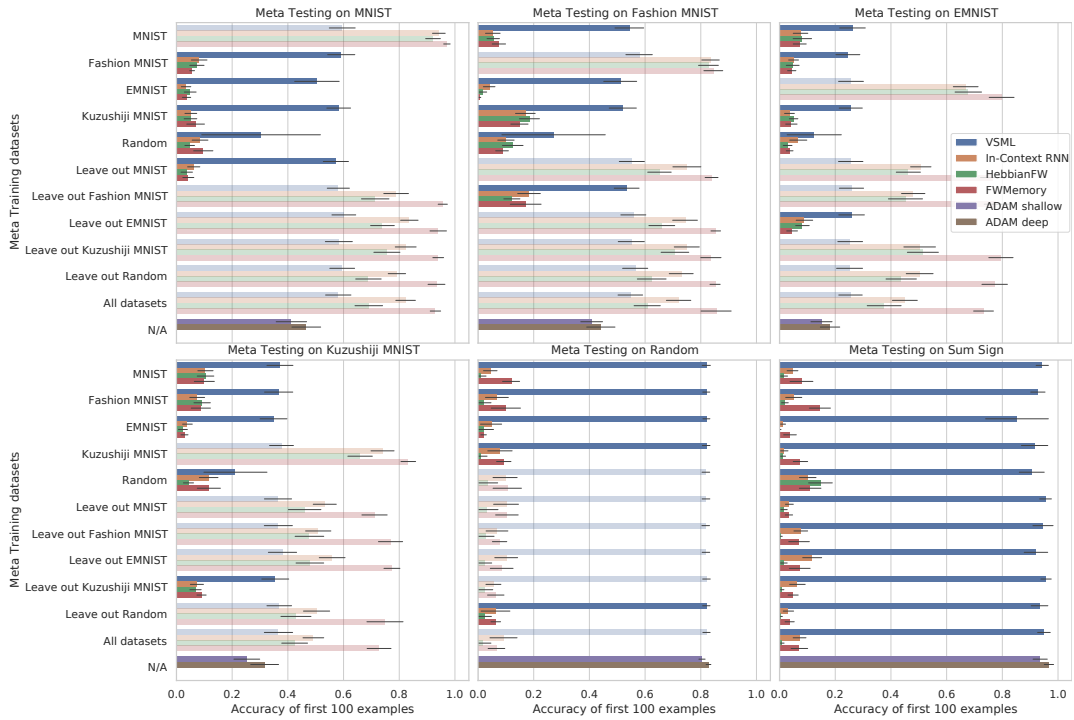 Meta Testing on MNIST
Meta Testing on Fashion MNIST
Meta Testing on EMNIST
Meta Training datasets
MNIST
Fashion MNIST
EMNIST
Kuzushiji MNIST
Random
Leave out MNIST
Leave out Fashion MNIST
Leave out EMNIST
Leave out Kuzushiji MNIST
Leave out Random
All datasets
N/A
VSML
In-Context RNN
HebbianFW
FWMemory
ADAM shallow
ADAM deep
Meta Testing on Kuzushiji MNIST
Meta Testing on Random
Meta Testing on Sum Sign
Meta Training datasets
MNIST
Fashion MNIST
EMNIST
Kuzushiji MNIST
Random
Leave out MNIST
Leave out Fashion MNIST
Leave out EMNIST
Leave out Kuzushiji MNIST
Leave out Random
All datasets
N/A
0.0 0.2 0.4 0.6 0.8 1.0
0.0 0.2 0.4 0.6 0.8 1.0
0.0 0.2 0.4 0.6 0.8 1.0
Accuracy of first 100 examples
Accuracy of first 100 examples
Accuracy of first 100 examples